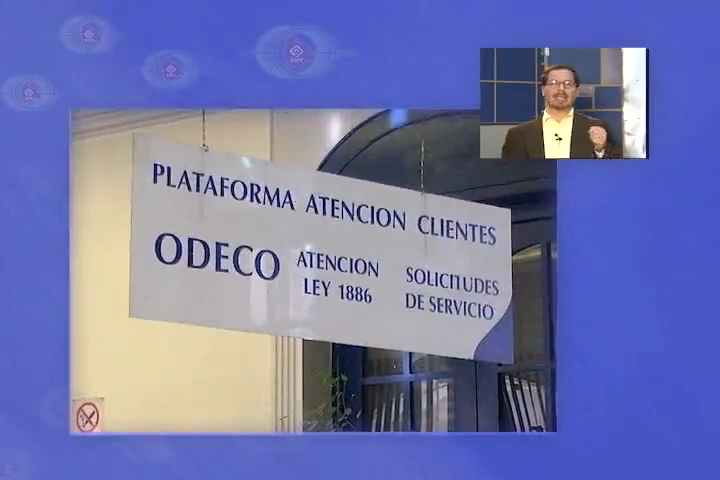 PLATAFORMA ATENCION CLIENTES
ODECO
ATENCION
LEY 1886
SOLICITUDES
DE SERVICIO